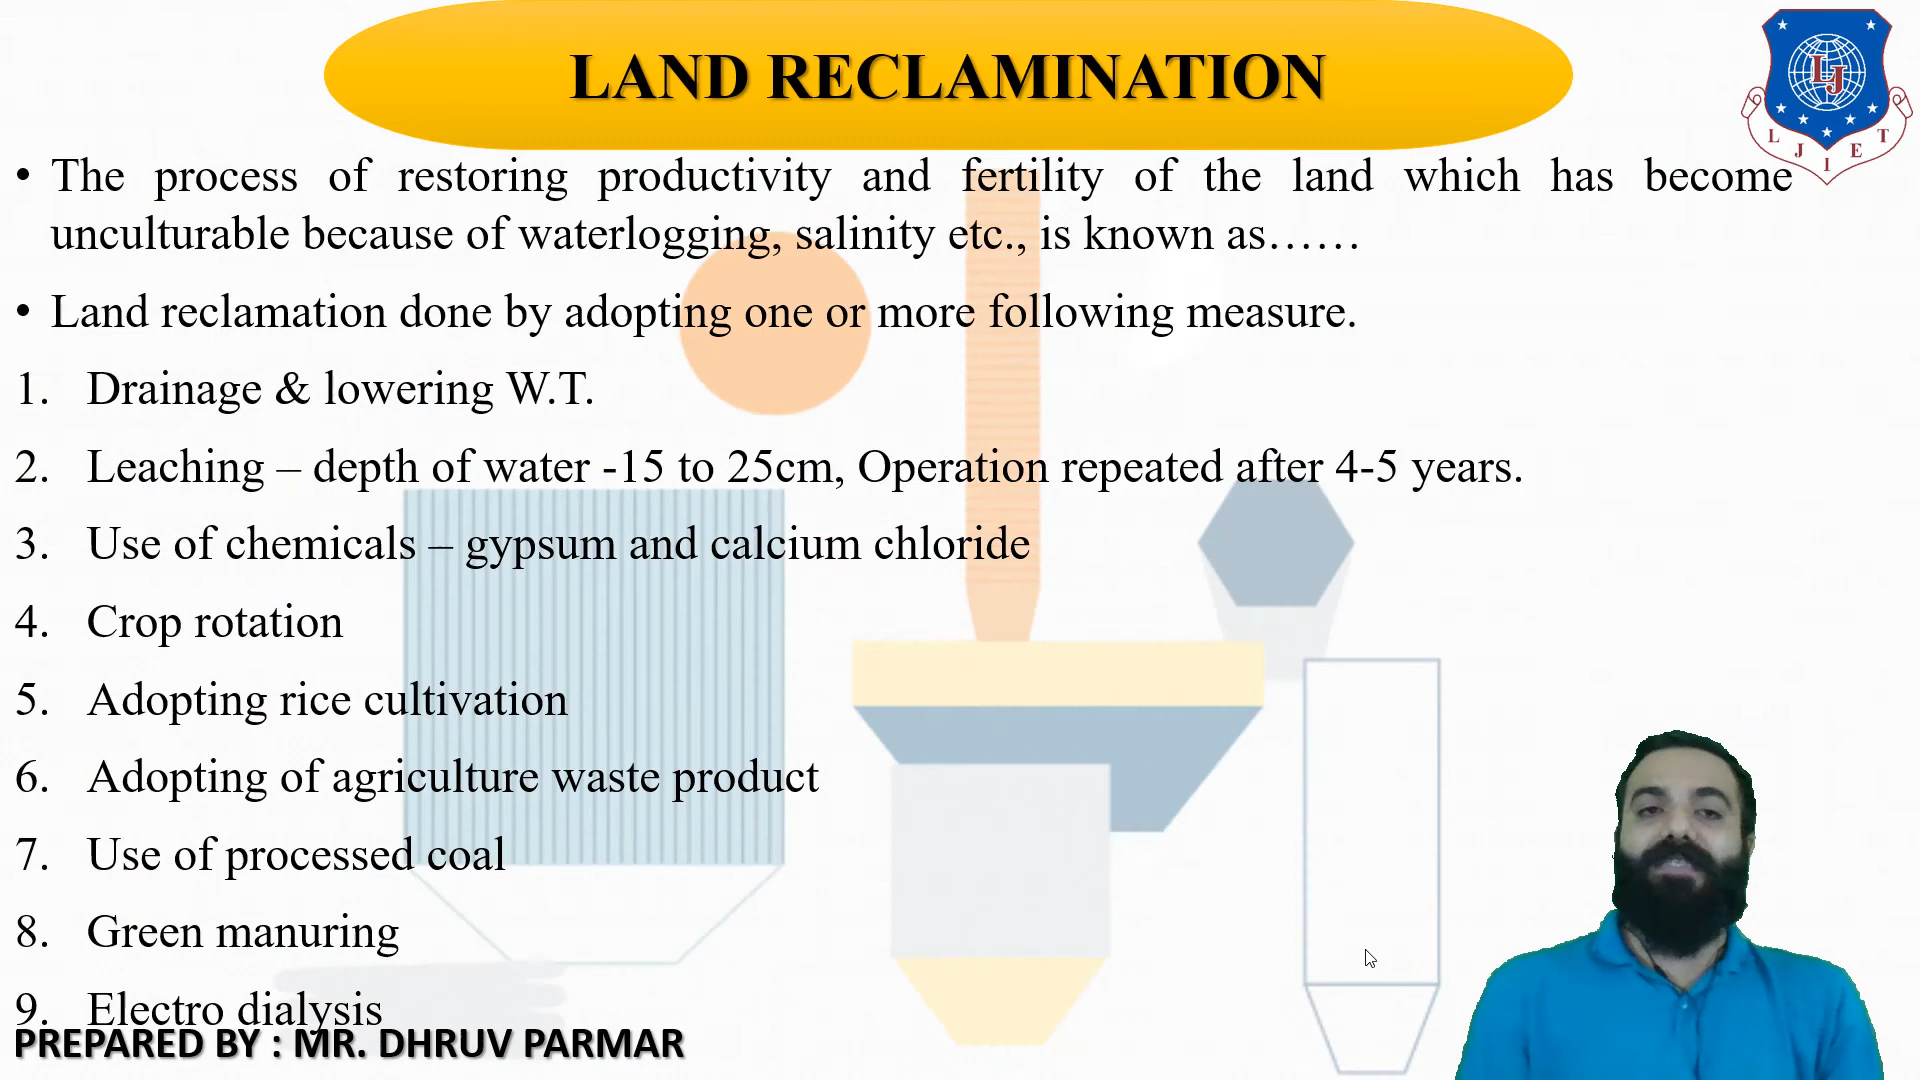 LAND RECLAMINATION
LJ
L J I E T
• The process of restoring productivity and fertility of the land which has become
unculturable because of waterlogging, salinity etc., is known as……
• Land reclamation done by adopting one or more following measure.
1. Drainage & lowering W.T.
2. Leaching – depth of water -15 to 25cm, Operation repeated after 4-5 years.
3. Use of chemicals – gypsum and calcium chloride
4. Crop rotation
5. Adopting rice cultivation
6. Adopting of agriculture waste product
7. Use of processed coal
8. Green manuring
9. Electro dialysis
PREPARED BY : MR. DHRUV PARMAR